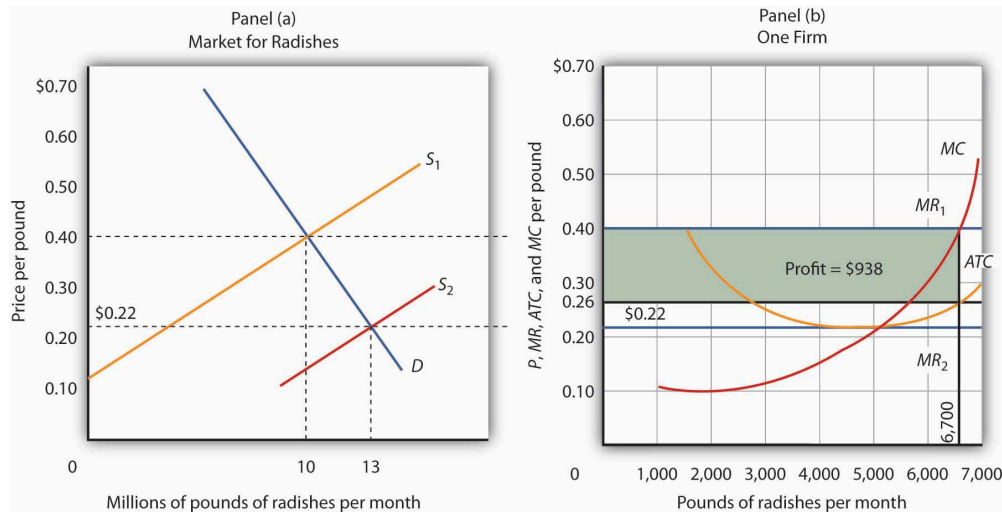 Panel (a)
Market for Radishes
Price per pound
$0.70
0.60
0.50
0.40
0.30
$0.22
0.20
0.10
0
S1
S2
D
10
13
Millions of pounds of radishes per month
Panel (b)
One Firm
P, MR, ATC, and MC per pound
$0.70
0.60
0.50
0.40
0.30
0.26
$0.22
0.20
0.10
0
MC
MR1
ATC
Profit = $938
MR2
6,700
1,000
2,000
3,000
4,000
5,000
6,000
7,000
Pounds of radishes per month